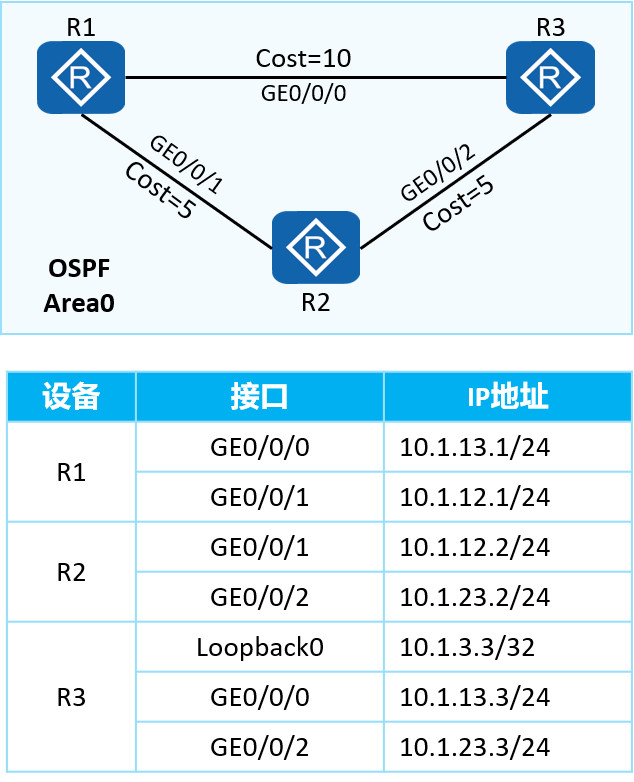 R1
R3
Cost=10
GE0/0/0
R
R
GE0/0/1
Cost=5
GE0/0/2
Cost=5
R
OSPF
Area0
R2
设备 接口 IP地址
R1 GE0/0/0 10.1.13.1/24
GE0/0/1 10.1.12.1/24
R2 GE0/0/1 10.1.12.2/24
GE0/0/2 10.1.23.2/24
R3 Loopback0 10.1.3.3/32
GE0/0/0 10.1.13.3/24
GE0/0/2 10.1.23.3/24